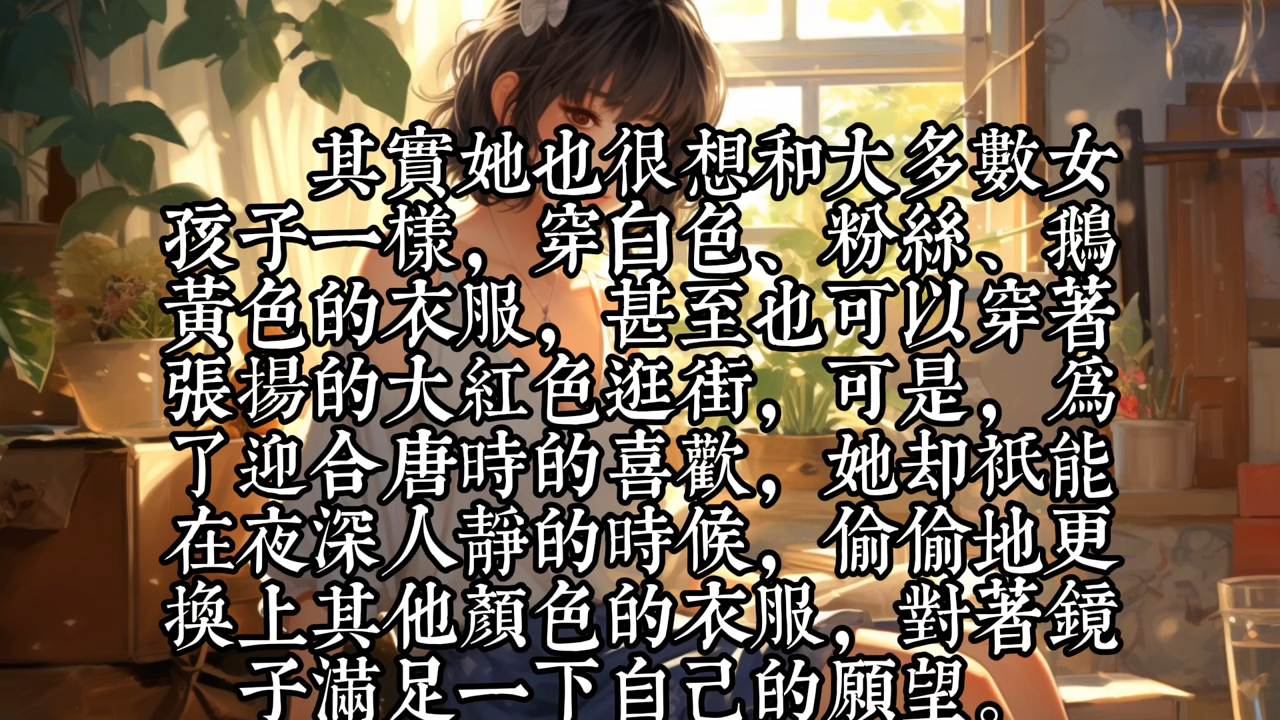 其實她也很想和大多數女
孩子一樣，穿白色、粉絲、鵝
黃色的衣服，甚至也可以穿著
張揚的大紅色逛街，可是，爲
了迎合唐時的喜歡，她却衹能
在夜深人靜的時候，偷偷地更
換上其他顏色的衣服，對著鏡
子滿足一下自己的願望。